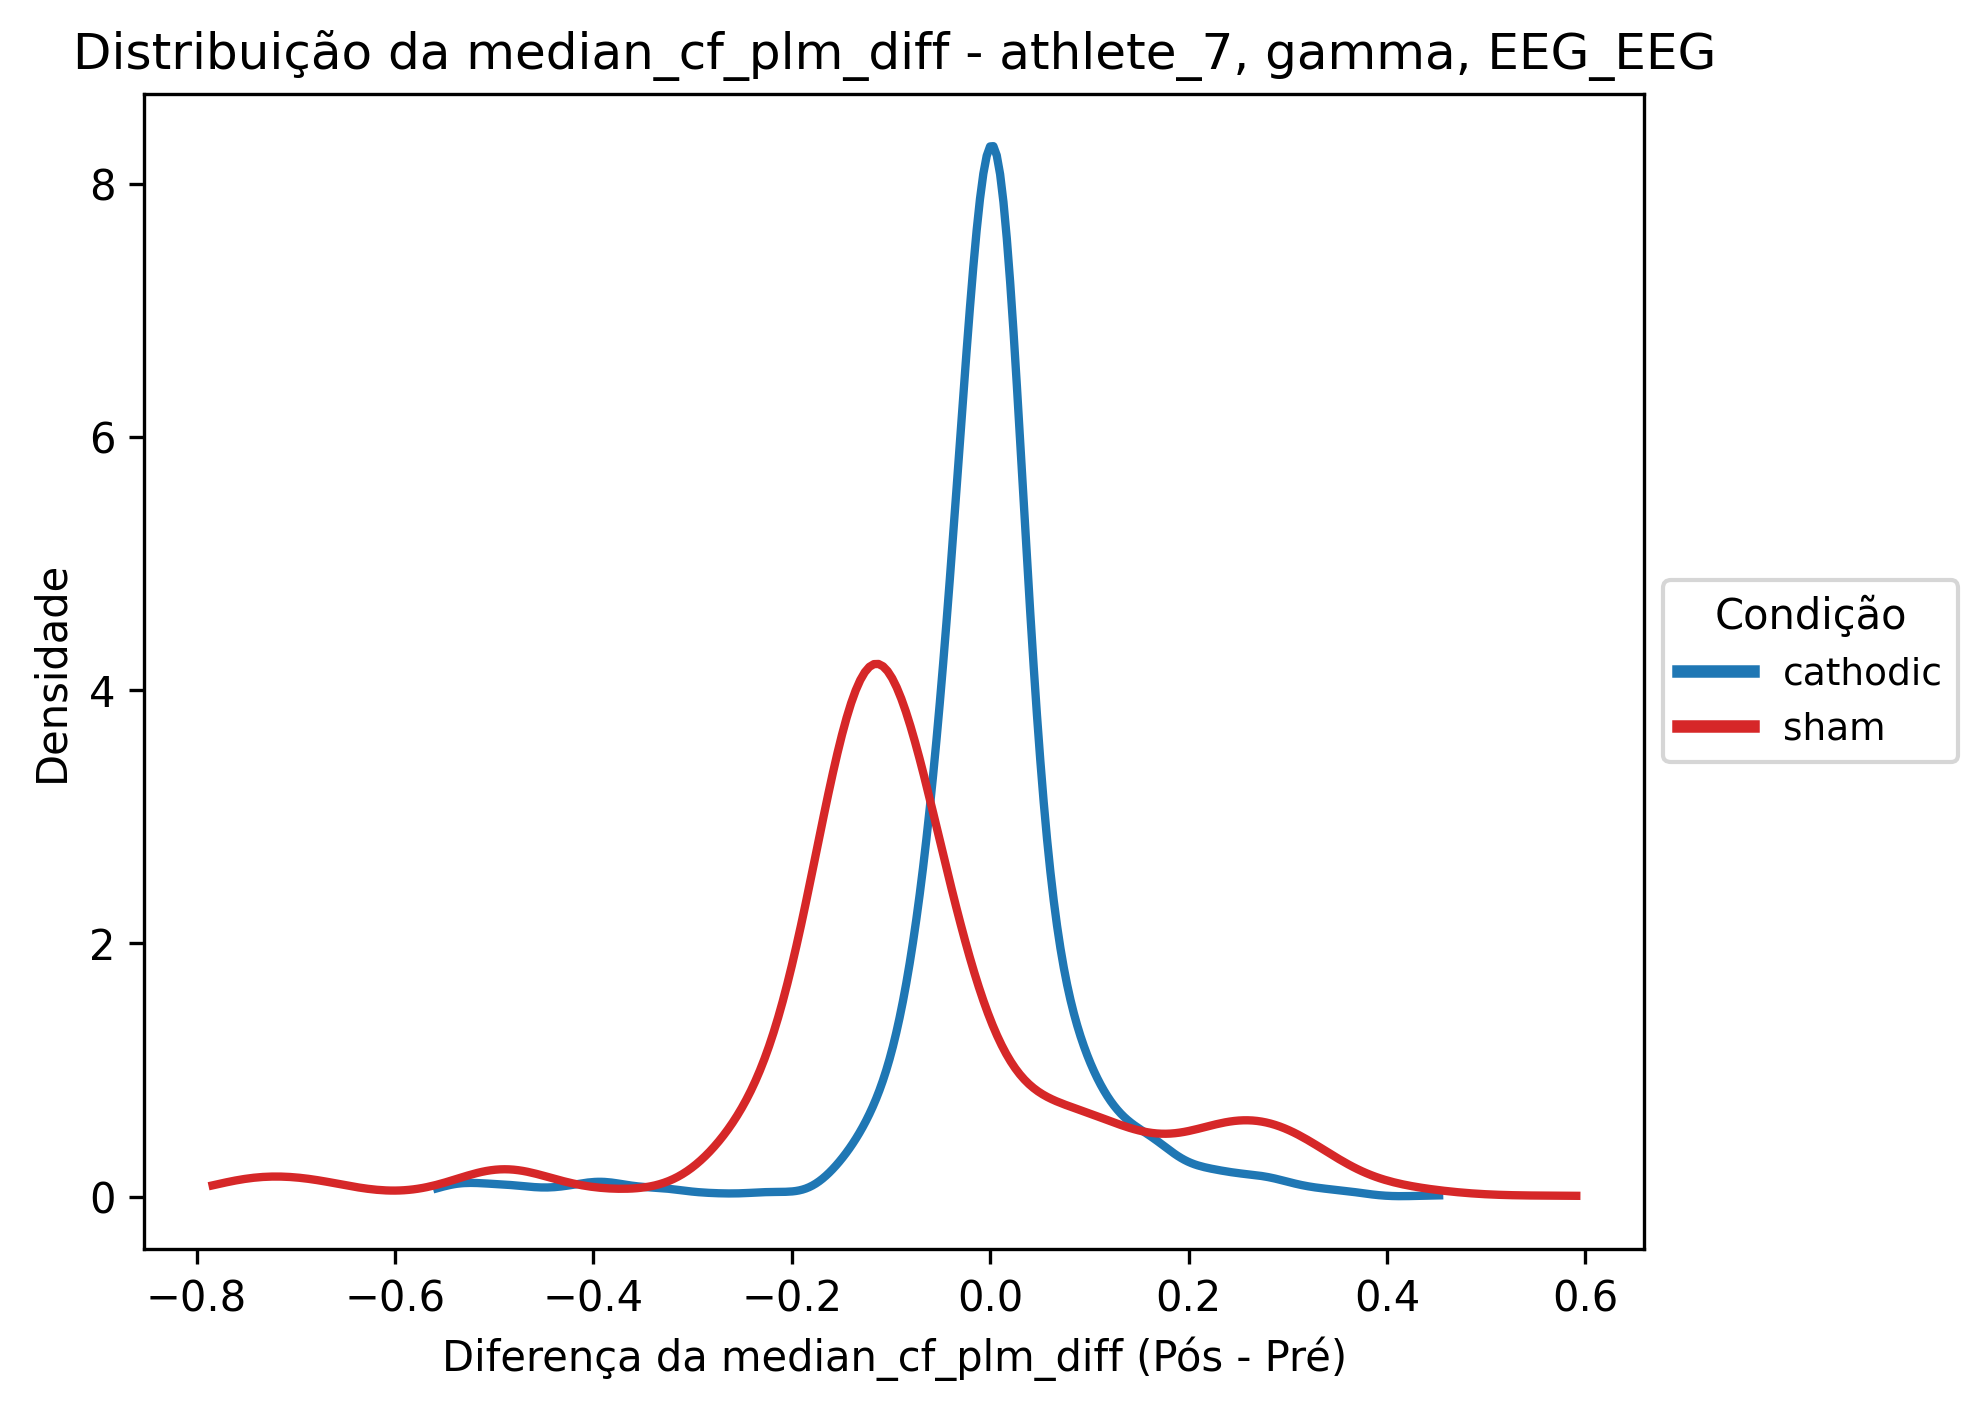 Distribuição da median_cf_plm_diff - athlete_7, gamma, EEG_EEG
Densidade
8
6
4
2
0
−0.8 −0.6 −0.4 −0.2 0.0 0.2 0.4 0.6
Diferença da median_cf_plm_diff (Pós - Pré)
Condição
cathodic
sham